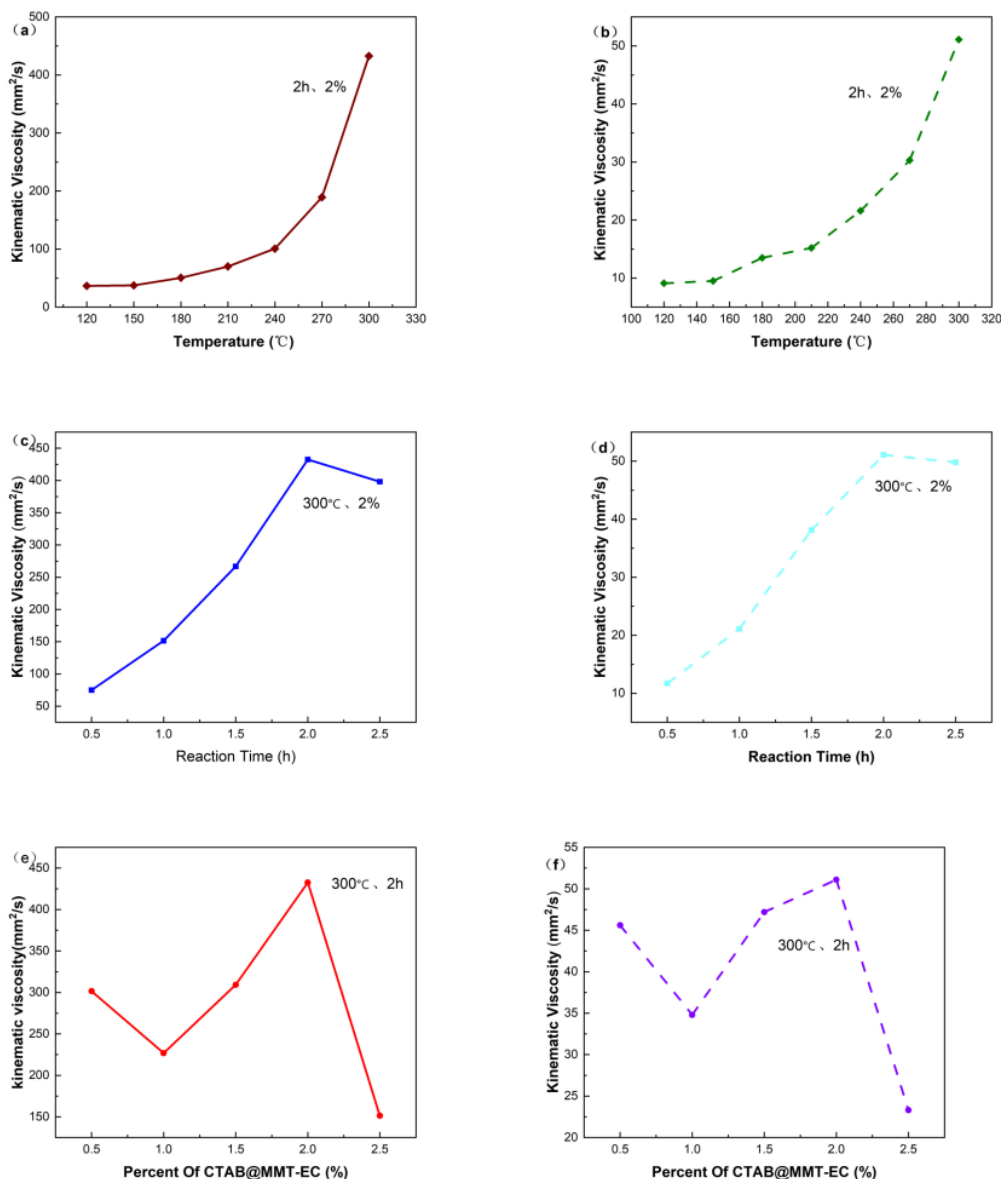 （a）
500
400
300
200
100
0
Kinematic Viscosity (mm²/s)
2h、2%
120 150 180 210 240 270 300 330
Temperature (℃)
（b）
50
40
30
20
10
Kinematic Viscosity (mm²/s)
2h、2%
100 120 140 160 180 200 220 240 260 280 300 320
Temperature (℃)
（c）
450
400
350
300
250
200
150
100
50
Kinematic Viscosity (mm²/s)
300℃、2%
0.5 1.0 1.5 2.0 2.5
Reaction Time (h)
（d）
50
40
30
20
10
Kinematic Viscosity (mm²/s)
300℃、2%
0.5 1.0 1.5 2.0 2.5
Reaction Time (h)
（e）
450
400
350
300
250
200
150
kinematic viscosity(mm²/s)
300℃、2h
0.5 1.0 1.5 2.0 2.5
Percent Of CTAB@MMT-EC (%)
（f）
55
50
45
40
35
30
25
20
Kinematic Viscosity (mm²/s)
300℃、2h
0.5 1.0 1.5 2.0 2.5
Percent Of CTAB@MMT-EC (%)